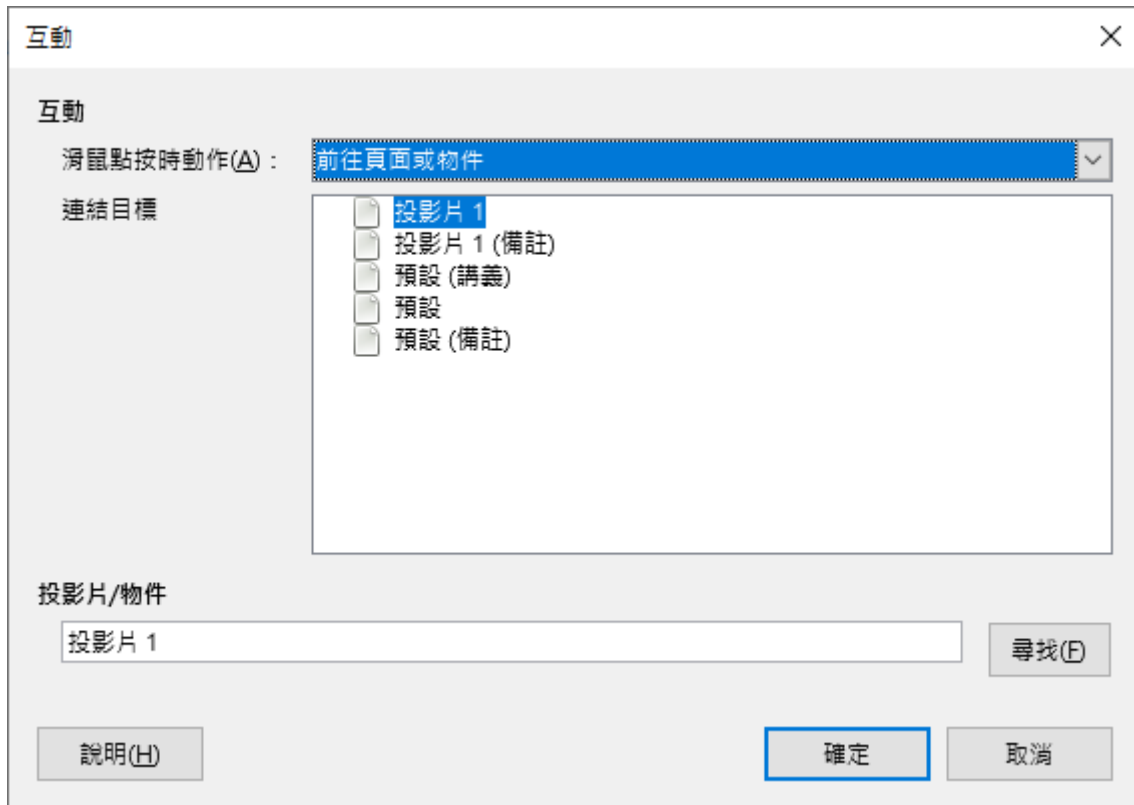 互動
互動
滑鼠點按時動作(A)： 前往頁面或物件
連結目標
投影片 1
投影片 1 (備註)
預設 (講義)
預設
預設 (備註)
投影片/物件
投影片 1
尋找(F)
說明(H) 確定 取消